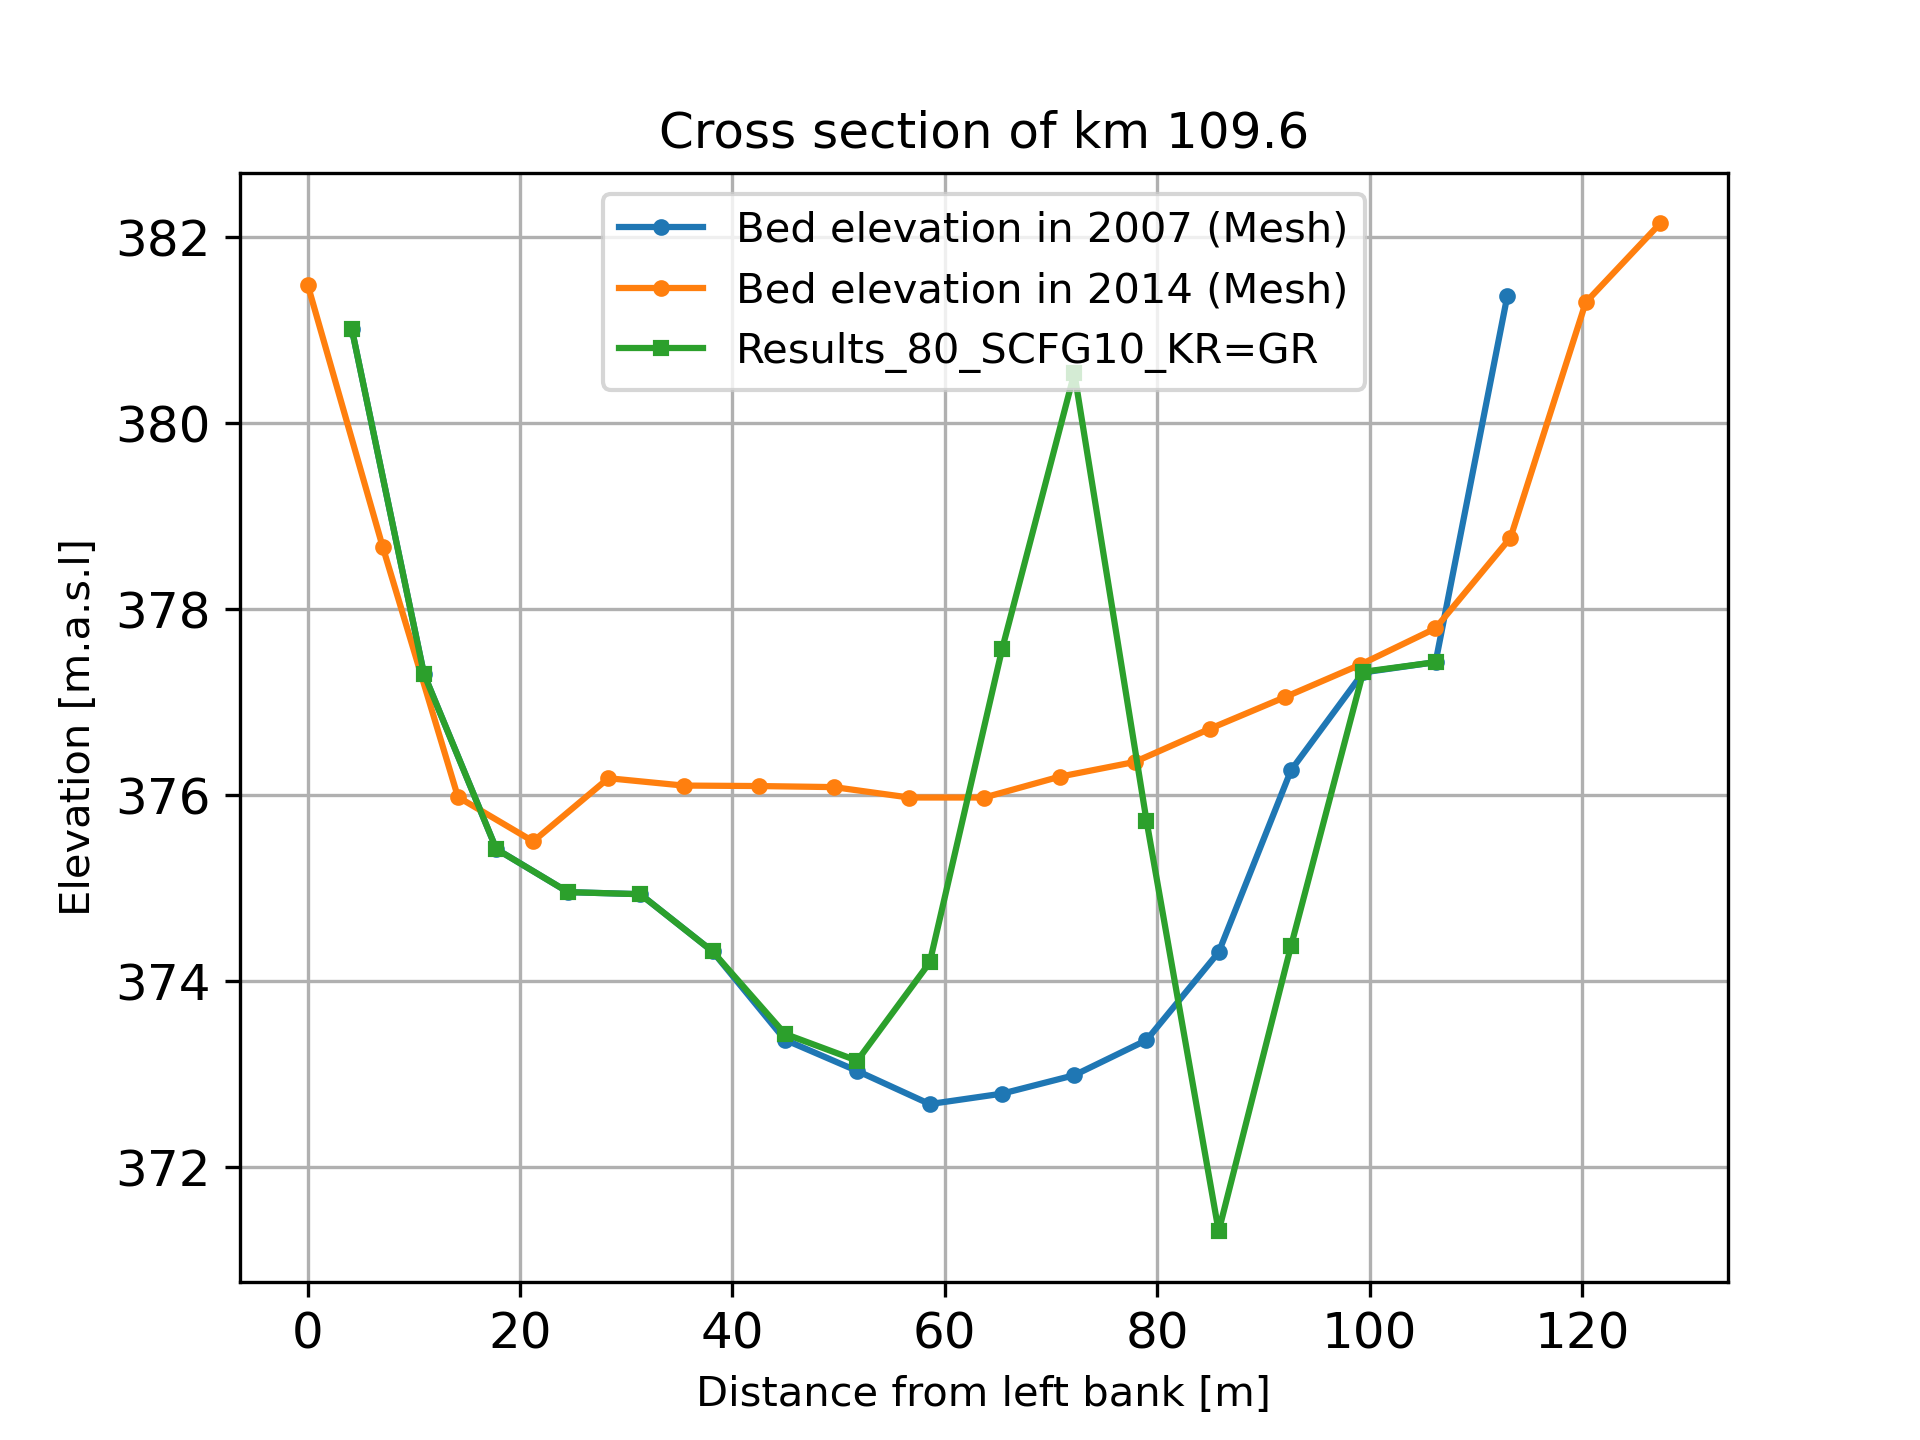 Cross section of km 109.6
Bed elevation in 2007 (Mesh)
Bed elevation in 2014 (Mesh)
Results_80_SCFG10_KR=GR
Elevation [m.a.s.l]
382
380
378
376
374
372
0 20 40 60 80 100 120
Distance from left bank [m]